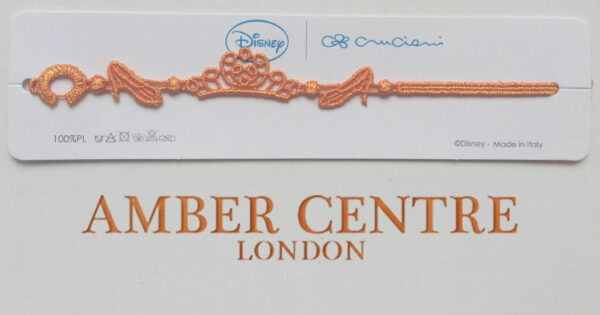 Disney
Cruciani
100%PL
©Disney - Made in Italy
AMBER CENTRE
LONDON